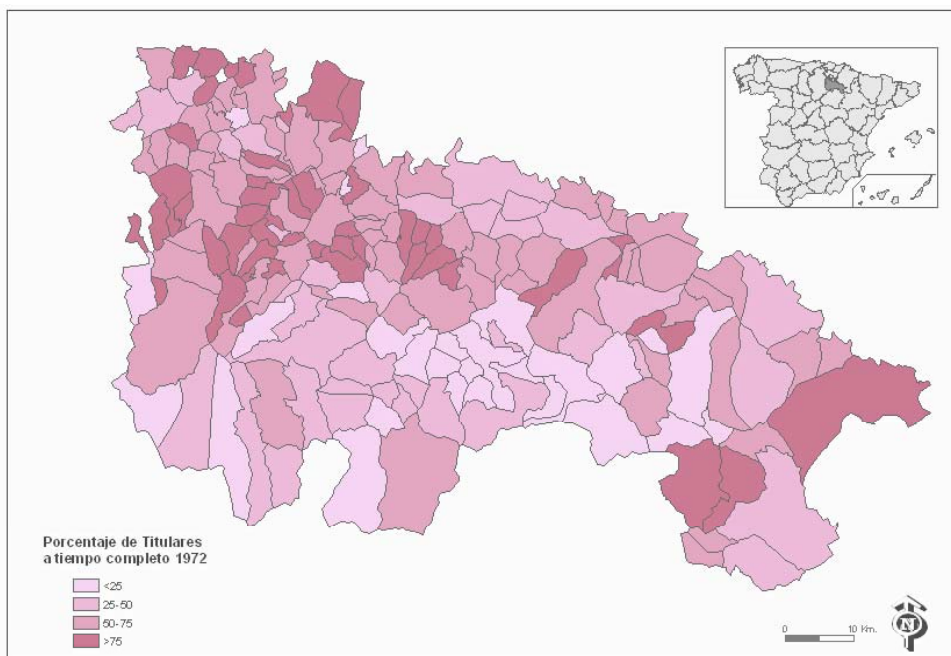 Porcentaje de Titulares
a tiempo completo 1972
<25
25-50
50-75
>75
0 10 Km.
N